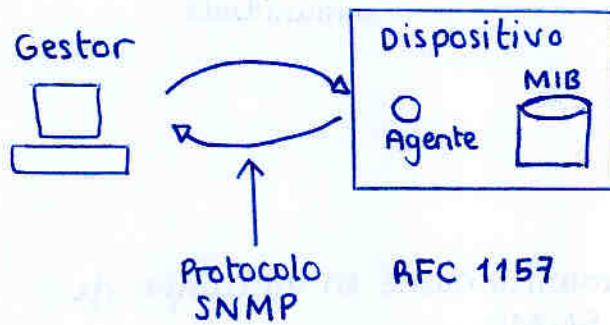 Gestor
Dispositivo
MIB
Agente
Protocolo
SNMP
RFC 1157